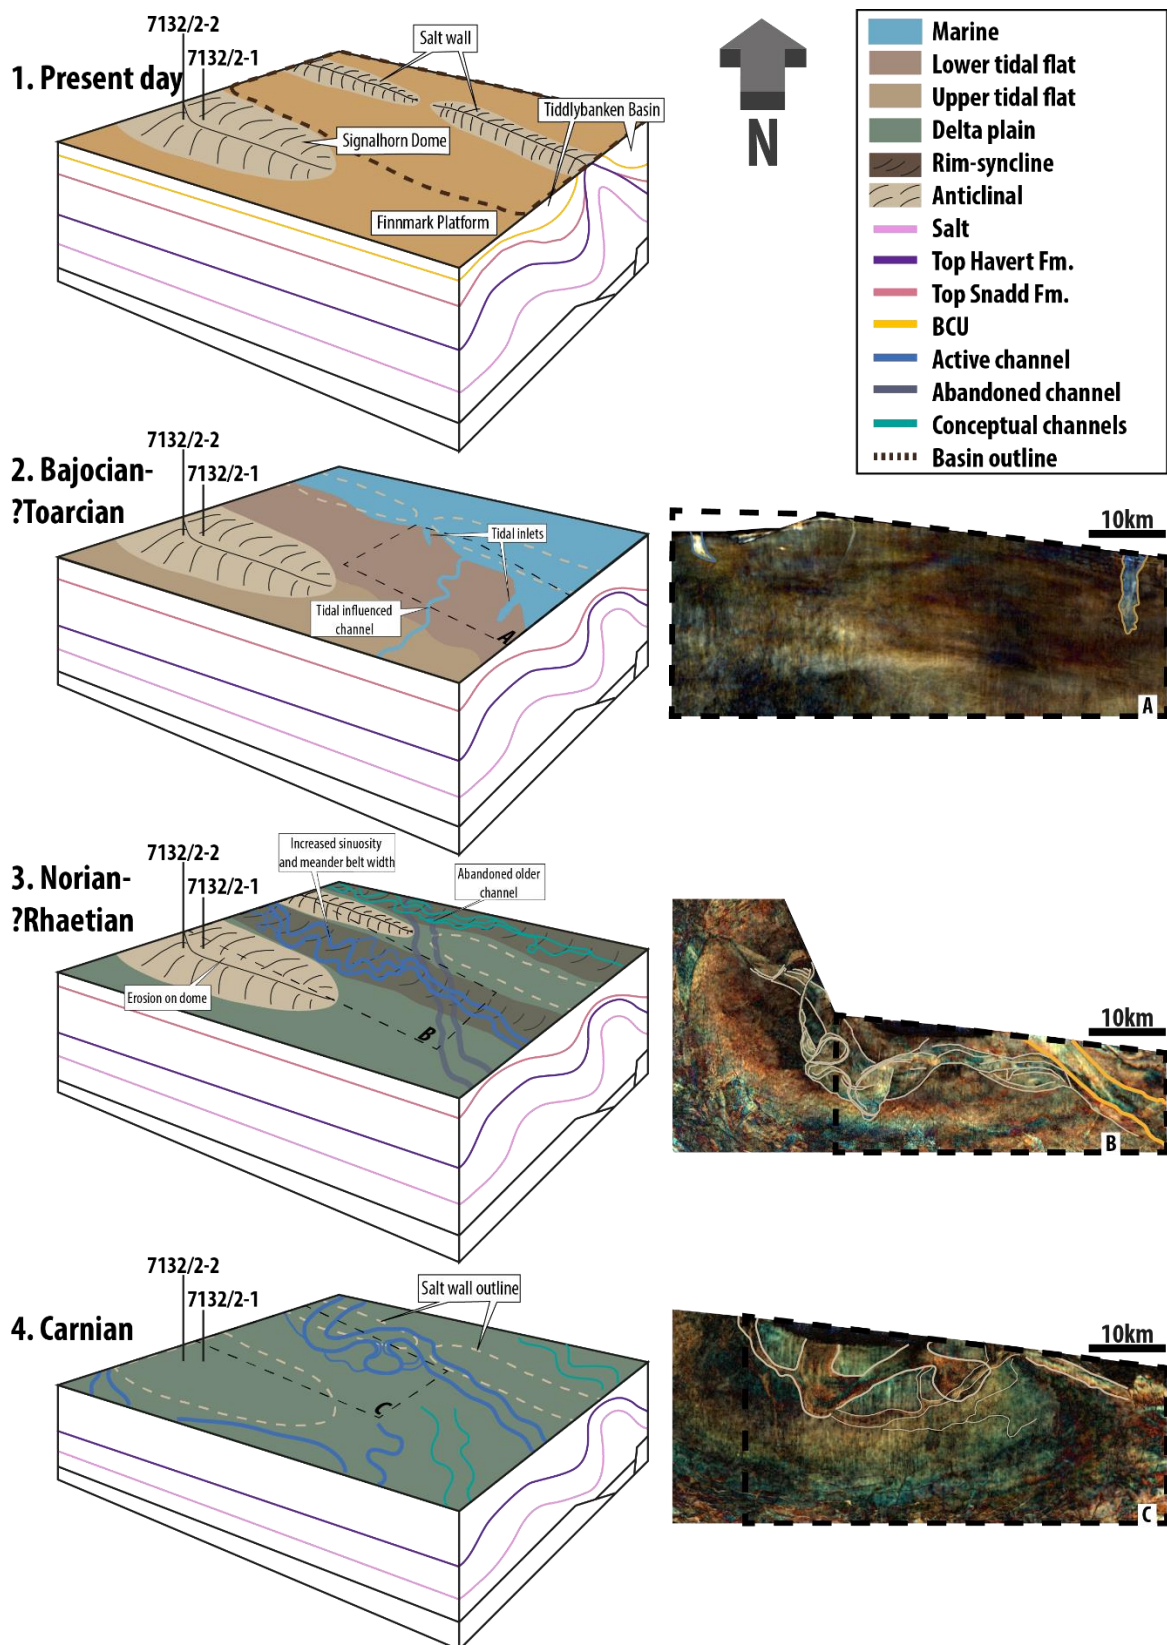 7132/2-2
7132/2-1
1. Present day
Salt wall
Tiddlybanken Basin
Signalhorn Dome
Finnmark Platform
N
Marine
Lower tidal flat
Upper tidal flat
Delta plain
Rim-syncline
Anticlinal
Salt
Top Havert Fm.
Top Snadd Fm.
BCU
Active channel
Abandoned channel
Conceptual channels
Basin outline
7132/2-2
7132/2-1
2. Bajocian-
?Toarcian
Tidal inlets
Tidal influenced
channel
A
10km
A
7132/2-2
7132/2-1
3. Norian-
?Rhaetian
Increased sinuosity
and meander belt width
Abandoned older
channel
Erosion on dome
B
10km
B
7132/2-2
7132/2-1
4. Carnian
Salt wall outline
C
10km
C